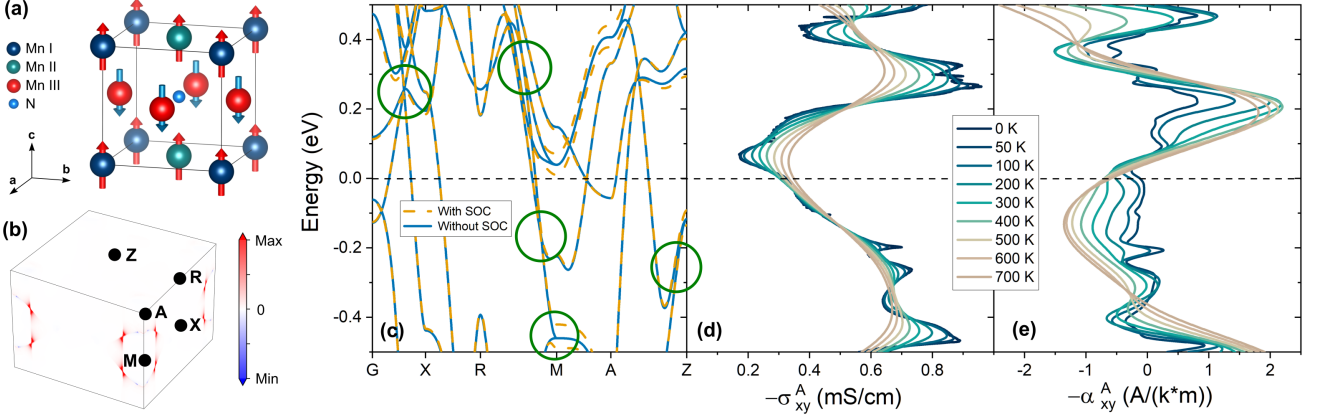 (a)
Mn I
Mn II
Mn III
N
c
a
b
(b)
Z
R
A
X
M
Max
0
Min
Energy (eV)
0.4
0.2
0.0
-0.2
-0.4
With SOC
Without SOC
(c)
G X R M A Z
(d)
0.2 0.4 0.6 0.8
−σ A xy (mS/cm)
0 K
50 K
100 K
200 K
300 K
400 K
500 K
600 K
700 K
(e)
-2 -1 0 1 2
−α A xy (A/(k*m))